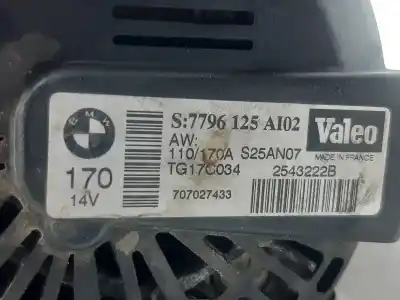 BMW
S:7796 125 AI02
Valeo
AW:
MADE IN FRANCE
110/170A S25AN07
170
TG17C034
2543222B
14V
707027433